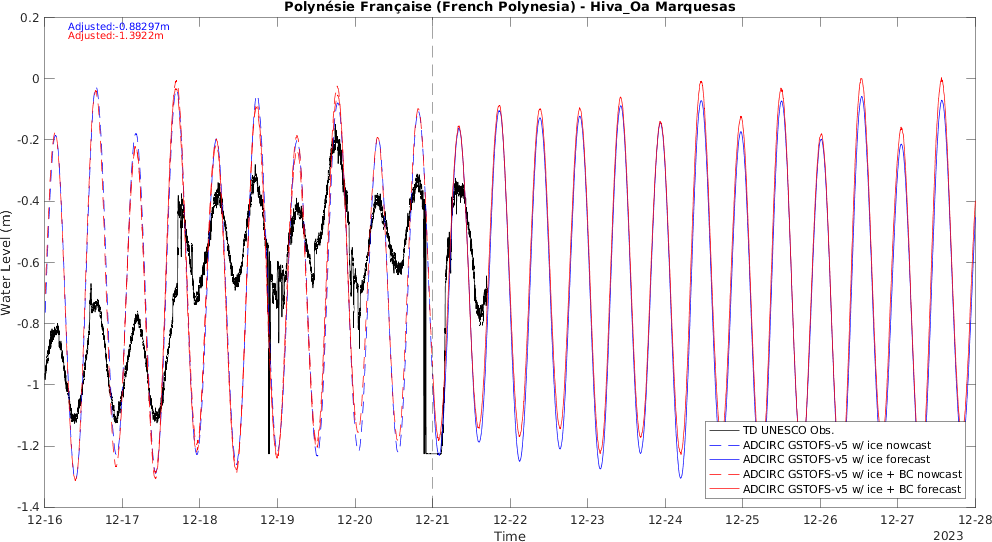 Polynésie Française (French Polynesia) - Hiva_Oa Marquesas
Adjusted:-0.88297m
Adjusted:-1.3922m
0.2
0
-0.2
-0.4
-0.6
-0.8
-1
-1.2
-1.4
Water Level (m)
TD UNESCO Obs.
ADCIRC GSTOFS-v5 w/ ice nowcast
ADCIRC GSTOFS-v5 w/ ice forecast
ADCIRC GSTOFS-v5 w/ ice + BC nowcast
ADCIRC GSTOFS-v5 w/ ice + BC forecast
12-16 12-17 12-18 12-19 12-20 12-21 12-22 12-23 12-24 12-25 12-26 12-27 12-28
Time
2023